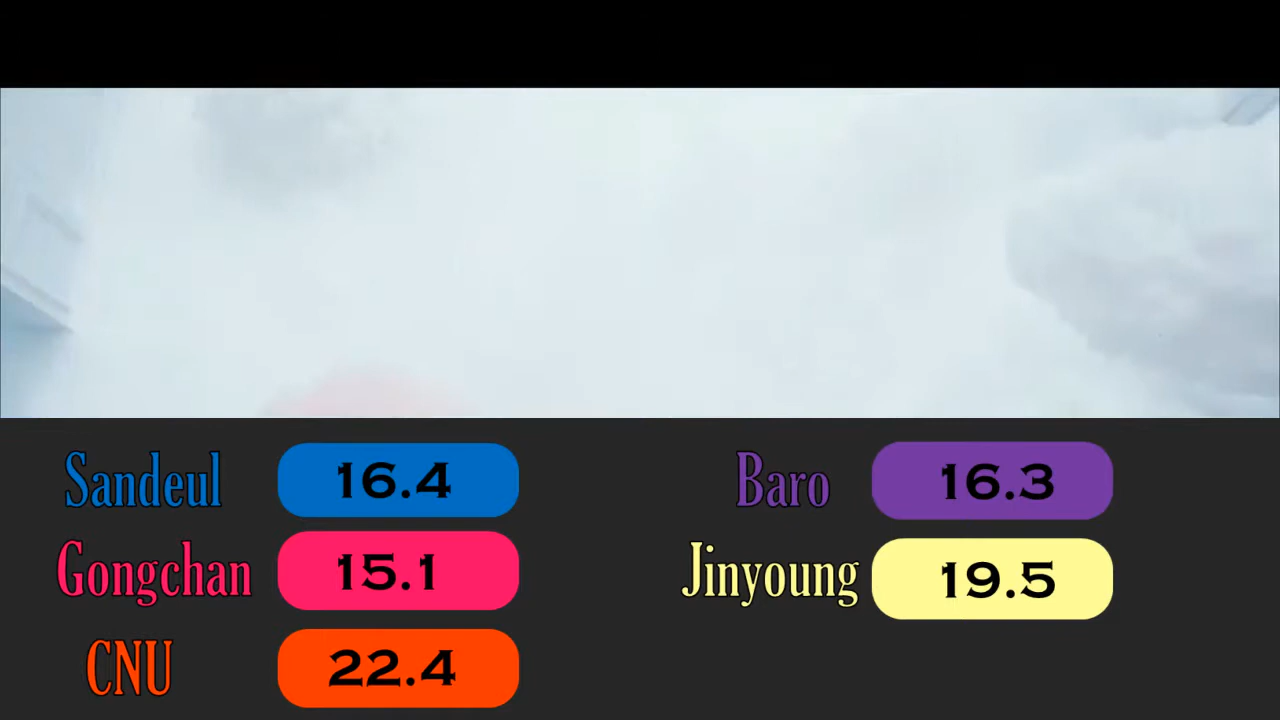 Sandeul 16.4
Baro 16.3
Gongchan 15.1
Jinyoung 19.5
CNU 22.4